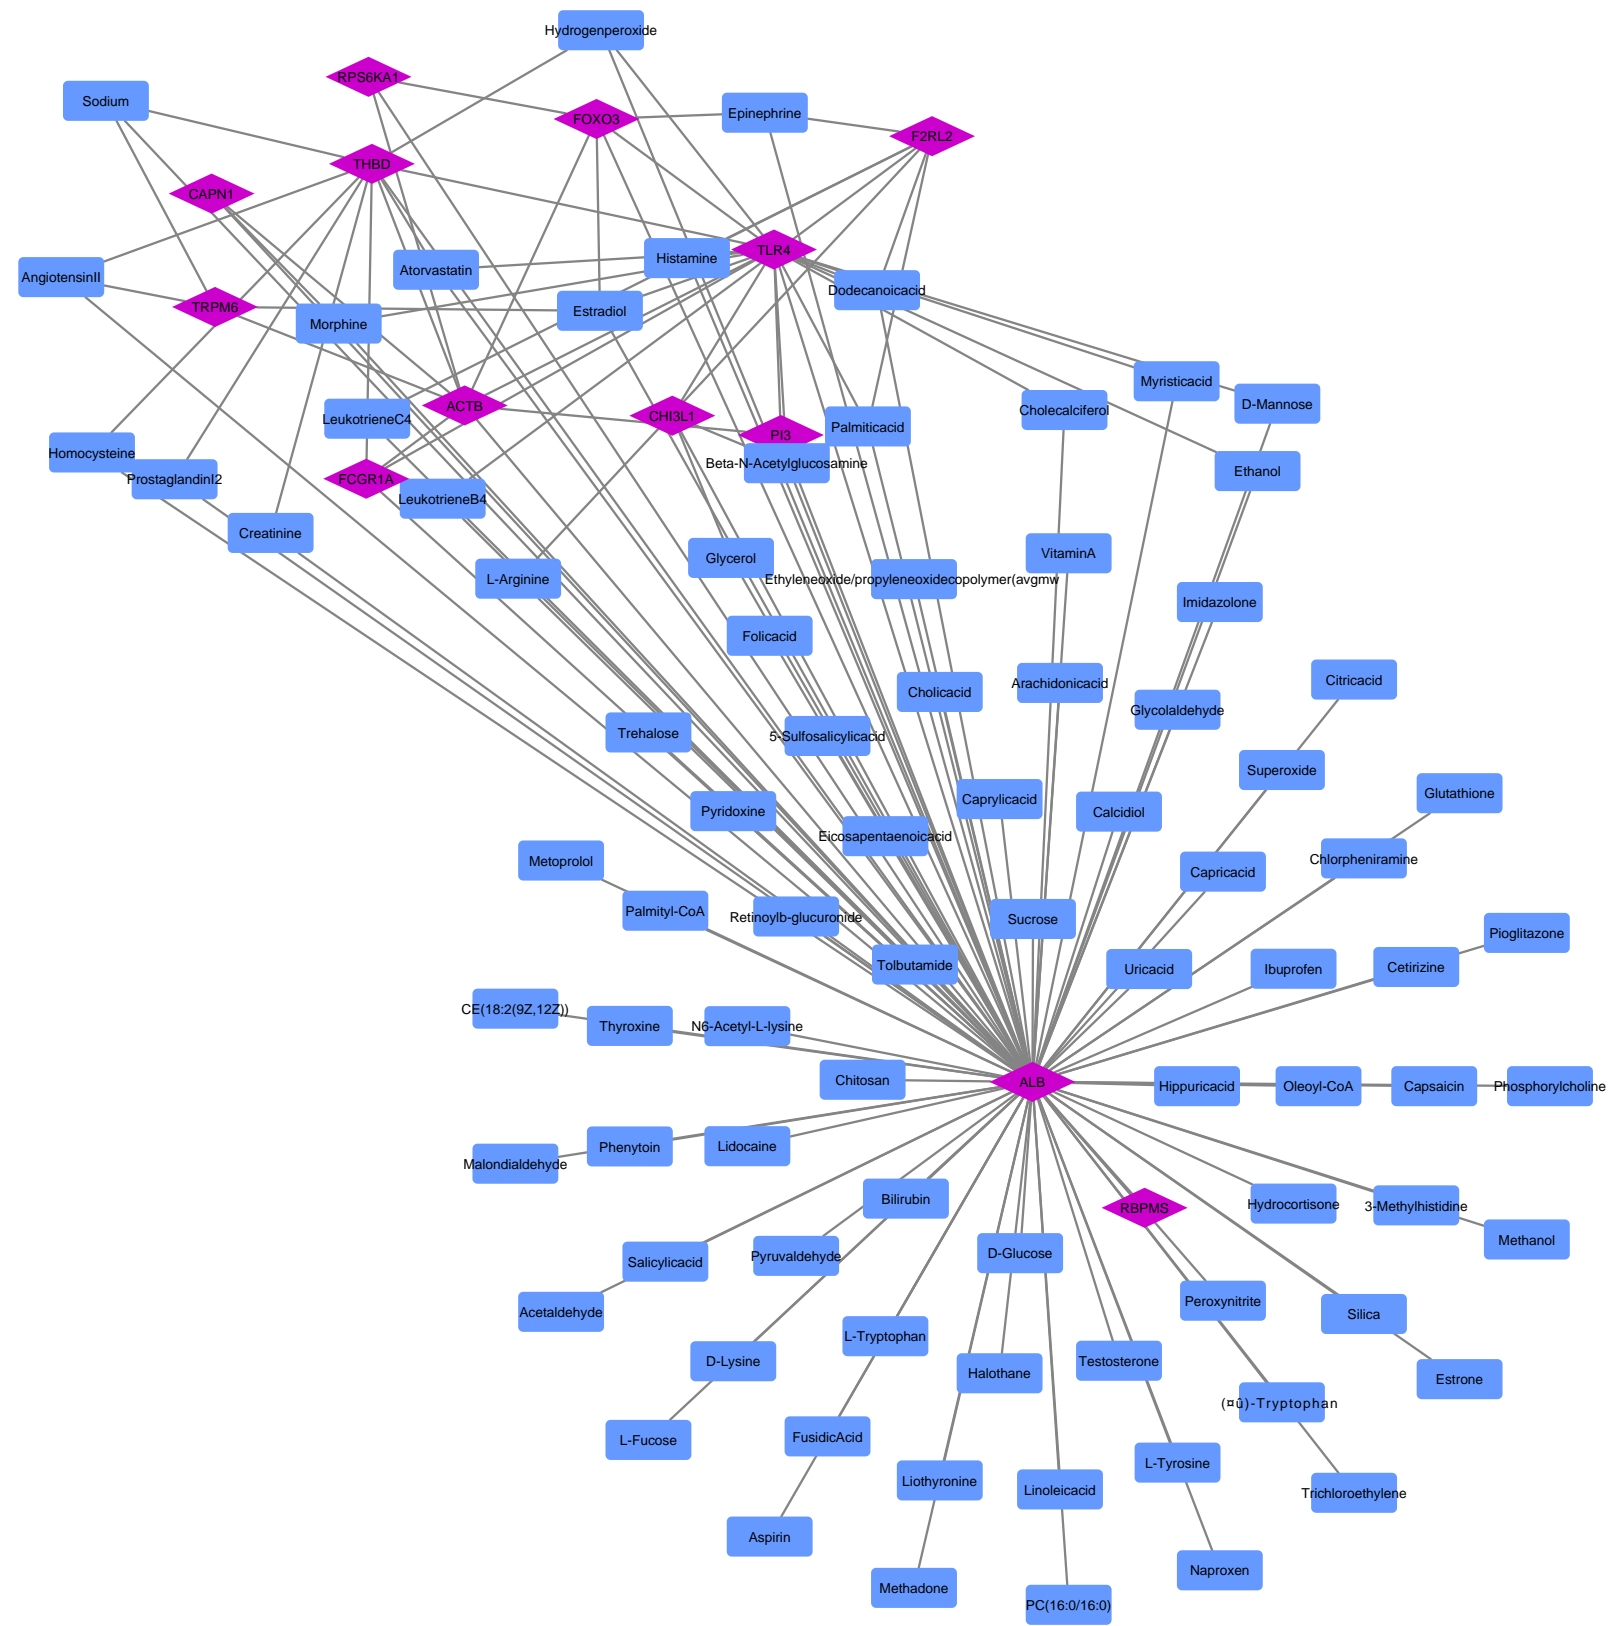 Hydrogenperoxide
RPS6KA1
Sodium
FOXO3
Epinephrine
F2RL2
THBD
CAPN1
TLR4
Histamine
Atorvastatin
AngiotensinII
Dodecanoicacid
TRPM6
Estradiol
Morphine
Myristicacid
D-Mannose
ACTB
Cholecalciferol
CHI3L1
LeukotrieneC4
Palmiticacid
PI3
Homocysteine
Beta-N-Acetylglucosamine
Ethanol
FCGR1A
ProstaglandinI2
LeukotrieneB4
Creatinine
VitaminA
Glycerol
L-Arginine
Ethyleneoxide/propyleneoxidecopolymer(avgmw
Imidazolone
Folicacid
Citricacid
Arachidonicacid
Cholicacid
Glycolaldehyde
Trehalose
5-Sulfosalicylicacid
Superoxide
Glutathione
Caprylicacid
Pyridoxine
Calcidiol
Eicosapentaenoicacid
Metoprolol
Chlorpheniramine
Capricacid
Palmityl-CoA
Retinoylb-glucuronide
Sucrose
Pioglitazone
Tolbutamide
Uricacid
Ibuprofen
Cetirizine
CE(18:2(9Z,12Z))
Thyroxine
N6-Acetyl-L-lysine
Chitosan
ALB
Hippuricacid
Oleoyl-CoA
Capsaicin
Phosphorylcholine
Phenytoin
Lidocaine
Malondialdehyde
Bilirubin
Hydrocortisone
3-Methylhistidine
RBPMS
Methanol
D-Glucose
Pyruvaldehyde
Salicylicacid
Peroxynitrite
Acetaldehyde
Silica
L-Tryptophan
D-Lysine
Testosterone
Halothane
Estrone
(¤û)-Tryptophan
FusidicAcid
L-Fucose
L-Tyrosine
Liothyronine
Linoleicacid
Trichloroethylene
Aspirin
Naproxen
Methadone
PC(16:0/16:0)